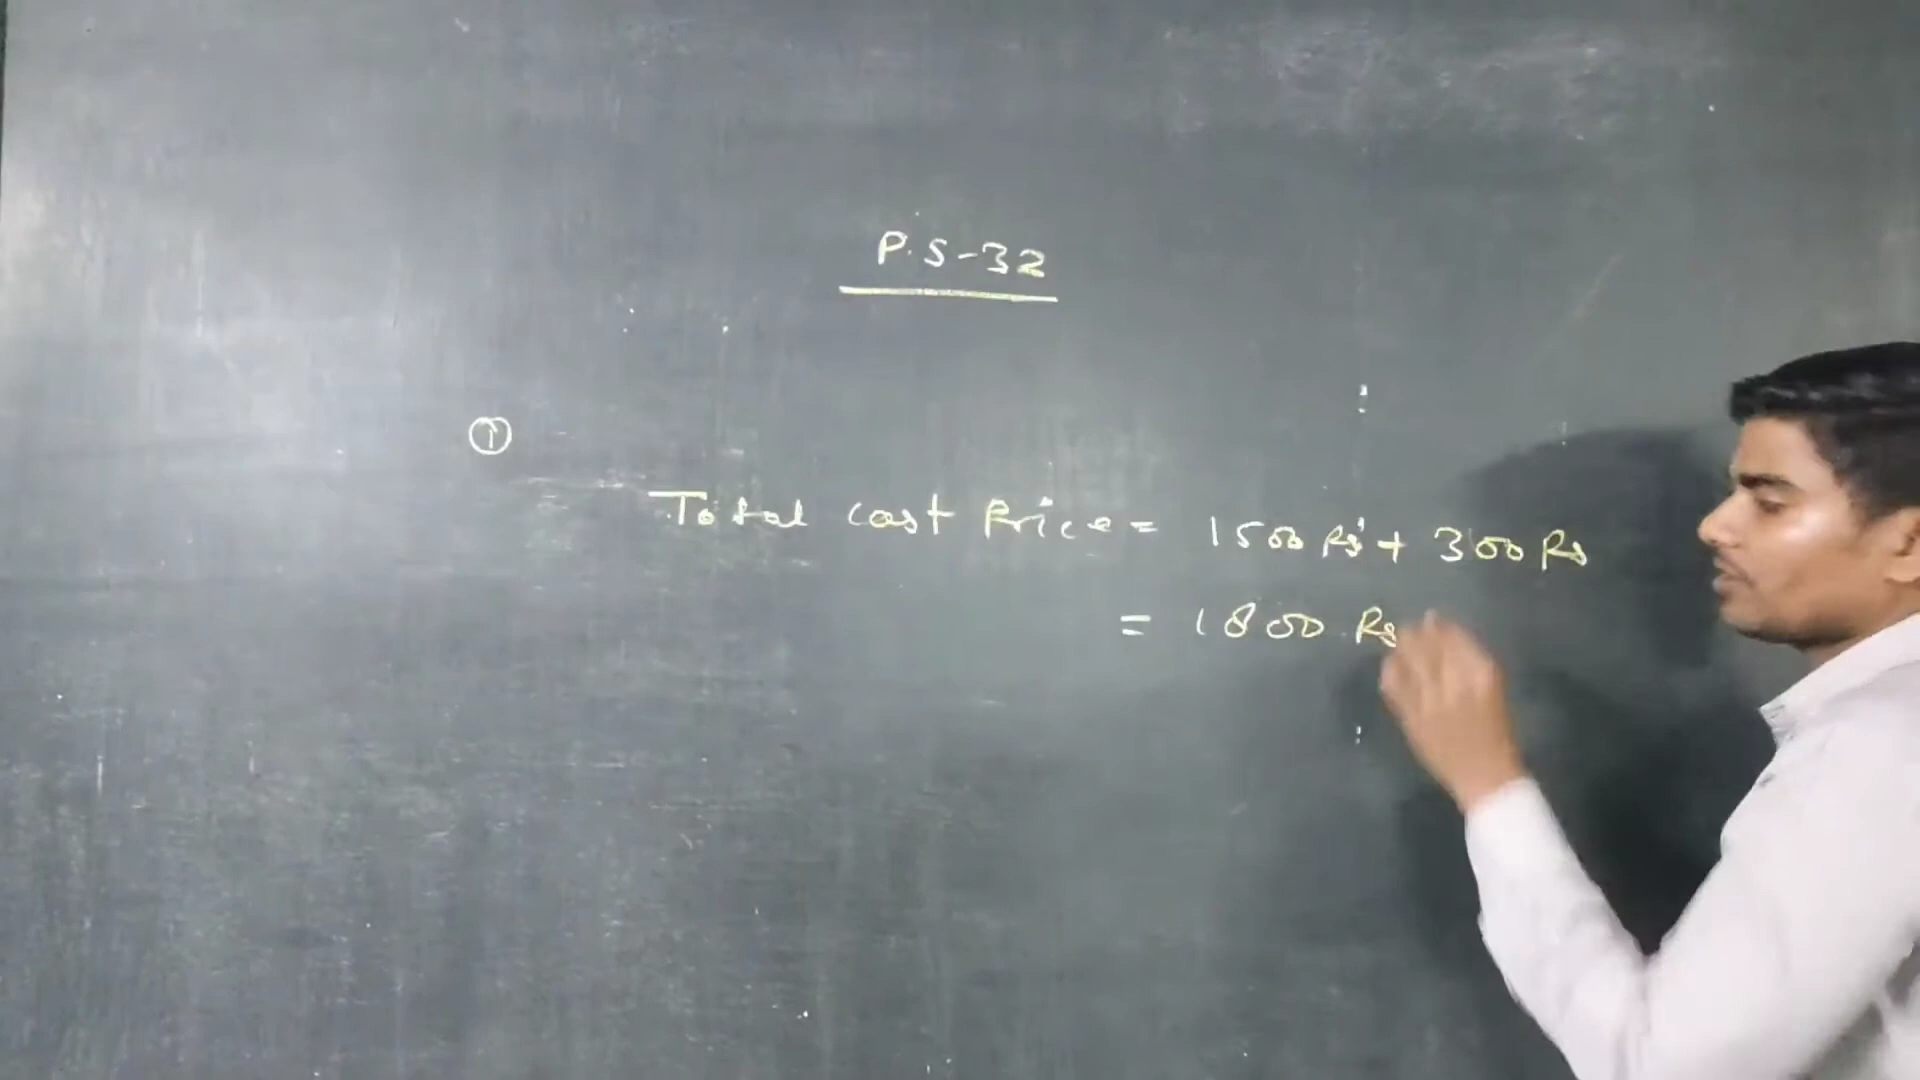 P.S-32
①
Total cost Price = 1500 Rs + 300 Rs
= 1800 Rs